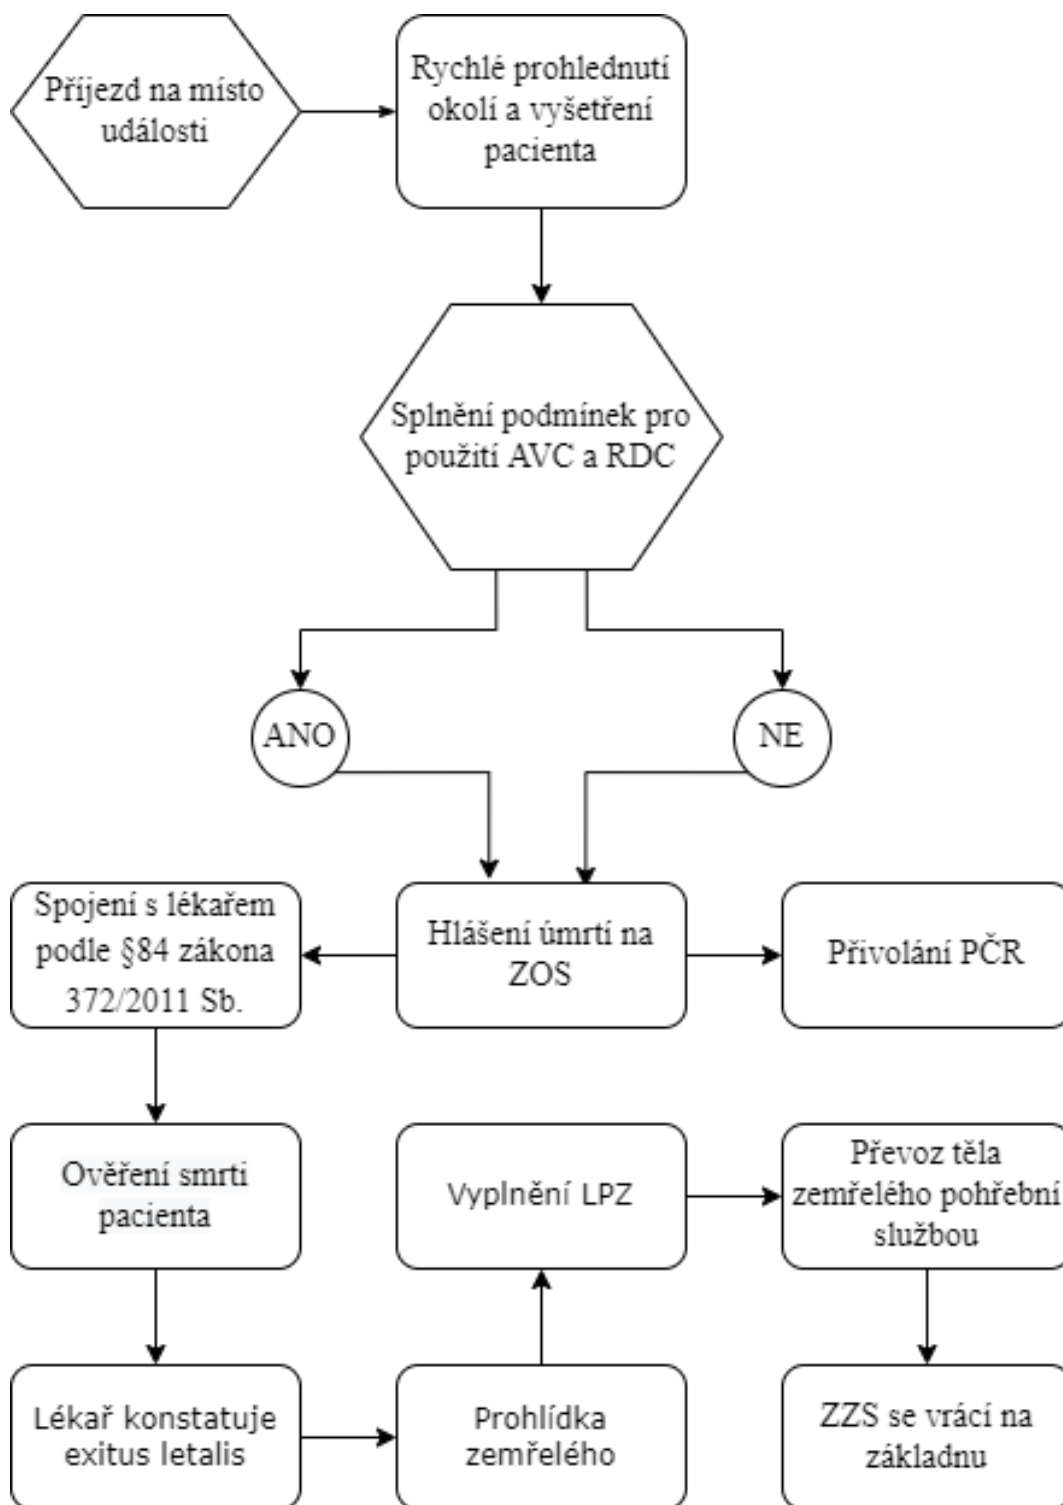 Příjezd na místo
události
Rychlé prohlednutí
okolí a vyšetření
pacienta
Splnění podmínek pro
použití AVC a RDC
ANO
NE
Spojení s lékařem
podle §84 zákona
372/2011 Sb.
Hlášení úmrtí na
ZOS
Přivolání PČR
Ověření smrti
pacienta
Vyplnění LPZ
Převoz těla
zemřelého pohřební
službou
Lékař konstatuje
exitus letalis
Prohlídka
zemřelého
ZZS se vrácí na
základnu